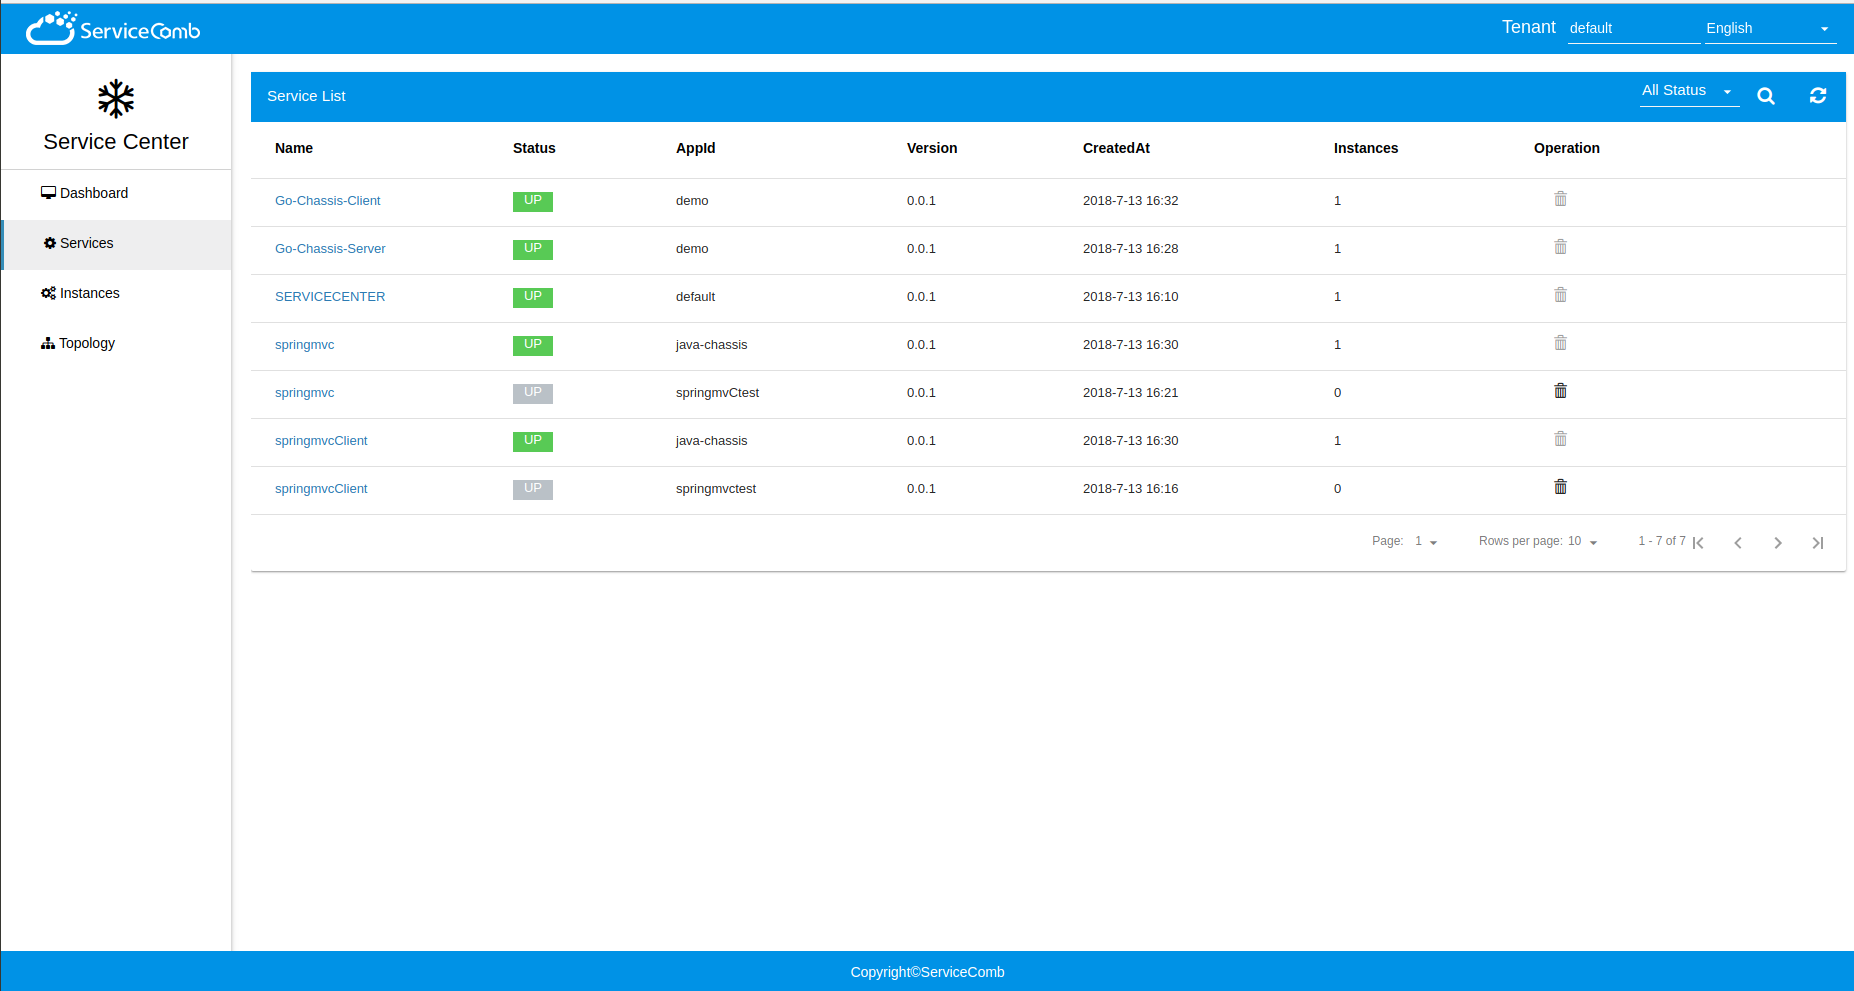 ServiceComb
Tenant default English
Service Center
Dashboard
Services
Instances
Topology
Service List All Status
Name Status AppId Version CreatedAt Instances Operation
Go-Chassis-Client UP demo 0.0.1 2018-7-13 16:32 1
Go-Chassis-Server UP demo 0.0.1 2018-7-13 16:28 1
SERVICECENTER UP default 0.0.1 2018-7-13 16:10 1
springmvc UP java-chassis 0.0.1 2018-7-13 16:30 1
springmvc UP springmvCtest 0.0.1 2018-7-13 16:21 0
springmvcClient UP java-chassis 0.0.1 2018-7-13 16:30 1
springmvcClient UP springmvctest 0.0.1 2018-7-13 16:16 0
Page: 1 Rows per page: 10 1 - 7 of 7
Copyright©ServiceComb